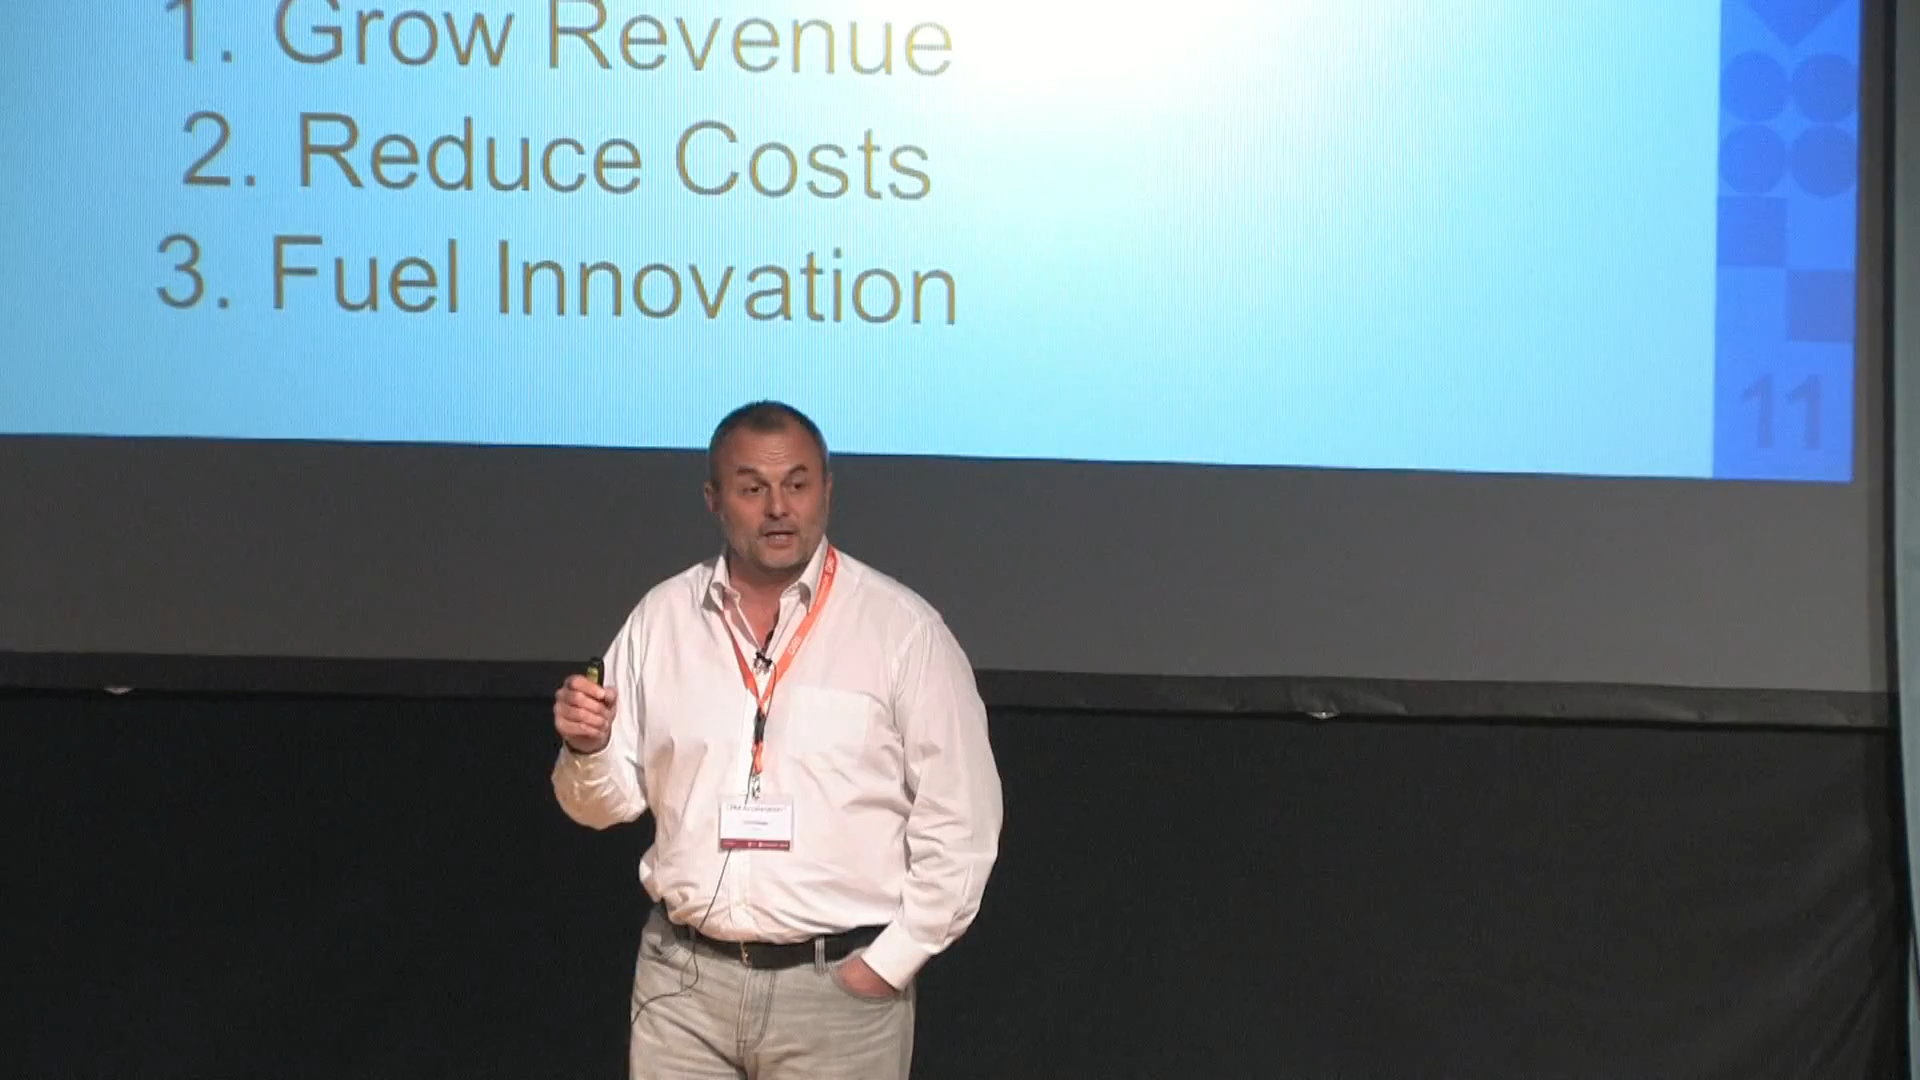 1. Grow Revenue
2. Reduce Costs
3. Fuel Innovation
11